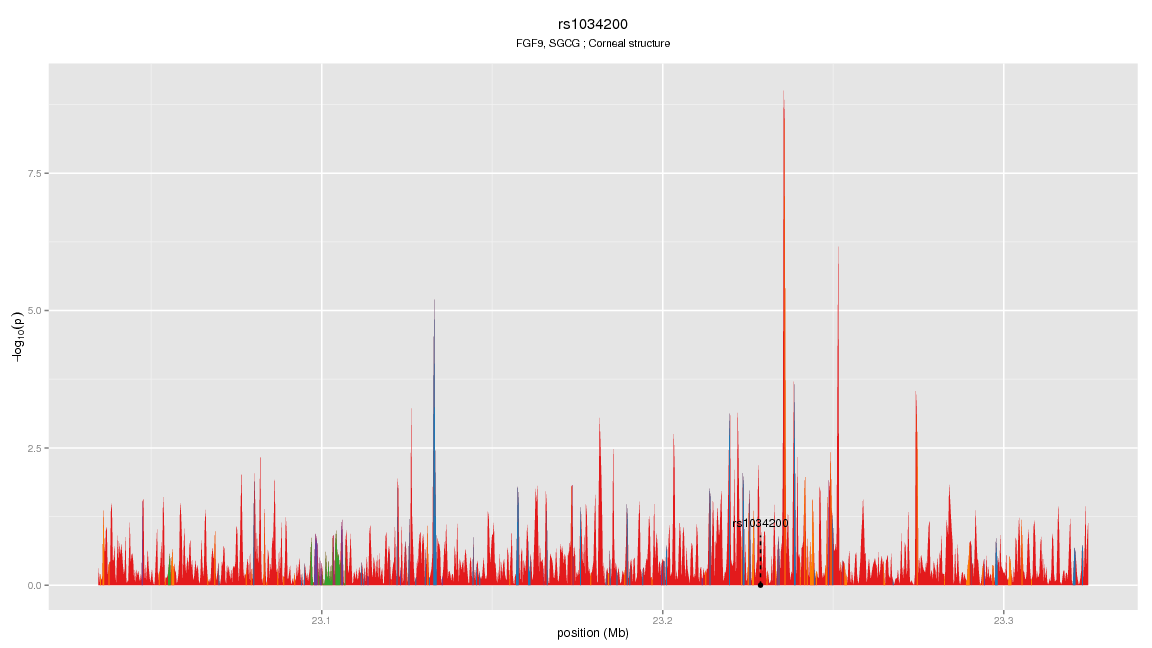 rs1034200
FGF9, SGCG ; Corneal structure
7.5
5.0
2.5
0.0
−log10(p)
rs1034200
23.1
23.2
23.3
position (Mb)